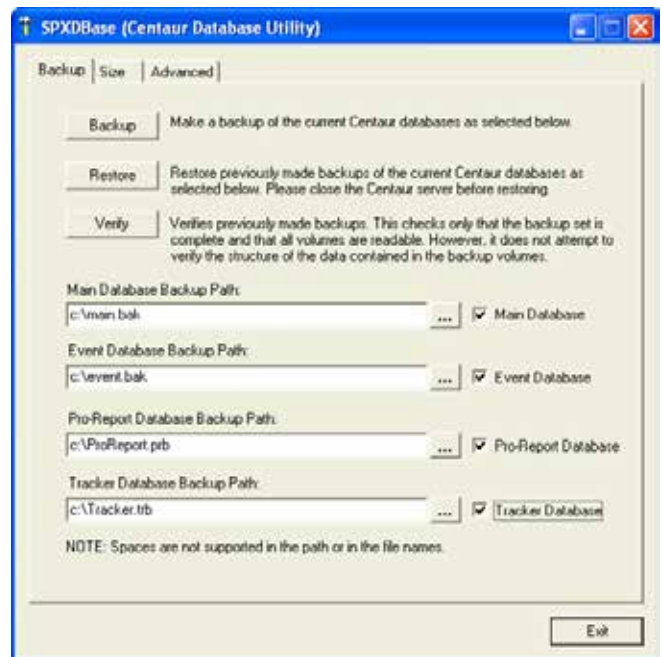 SPXDBase (Centaur Database Utility)
Backup Size Advanced
Backup Make a backup of the current Centaur databases as selected below.
Restore Restore previously made backups of the current Centaur databases as
selected below. Please close the Centaur server before restoring
Verify Verifies previously made backups. This checks only that the backup set is
complete and that all volumes are readable. However, it does not attempt to
verify the structure of the data contained in the backup volumes.
Main Database Backup Path:
c:\main.bak ... Main Database
Event Database Backup Path:
c:\event.bak ... Event Database
Pro-Report Database Backup Path:
c:\ProReport.prb ... Pro-Report Database
Tracker Database Backup Path:
c:\Tracker.trb ... Tracker Database
NOTE: Spaces are not supported in the path or in the file names.
Exit